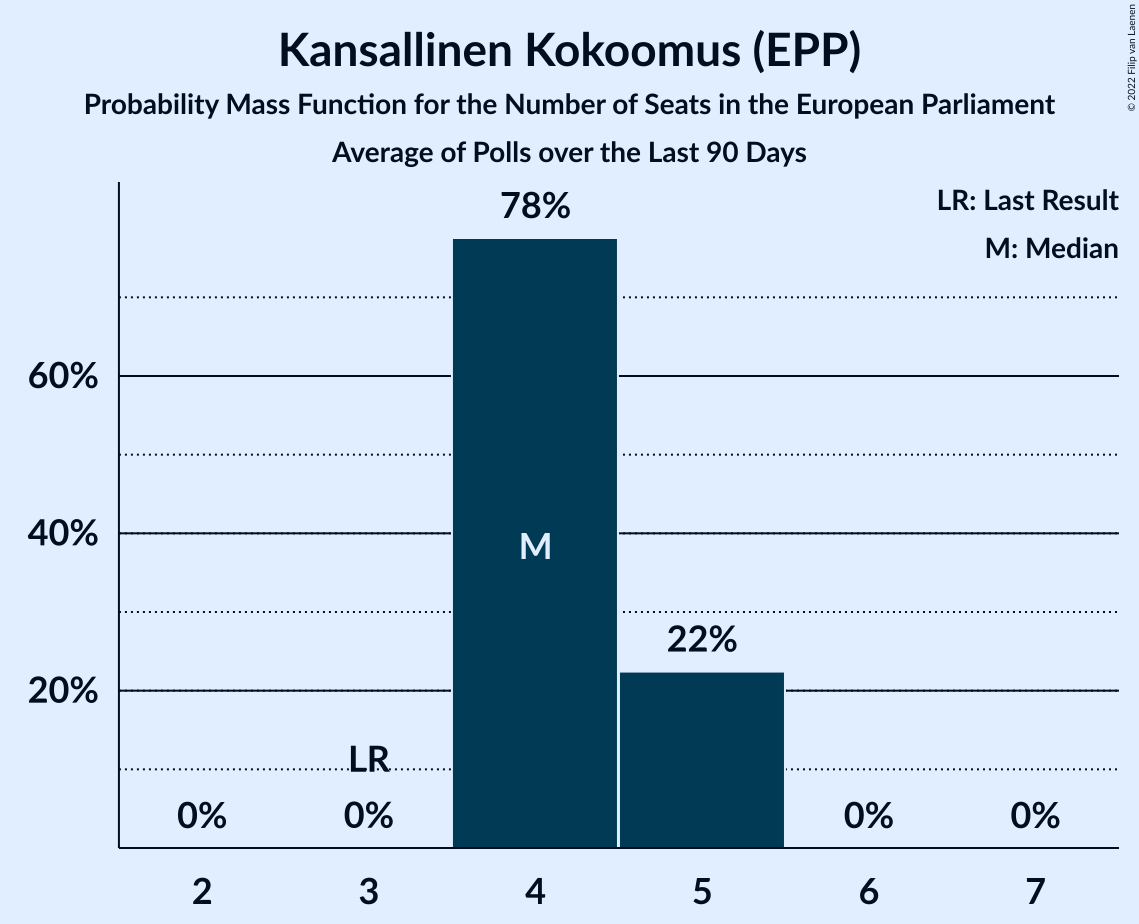 Kansallinen Kokoomus (EPP)
Probability Mass Function for the Number of Seats in the European Parliament
Average of Polls over the Last 90 Days
© 2022 Filip van Laenen
LR: Last Result
M: Median
78%
60%
40%
M
22%
20%
LR
0%
0%
0%
0%
2
3
4
5
6
7